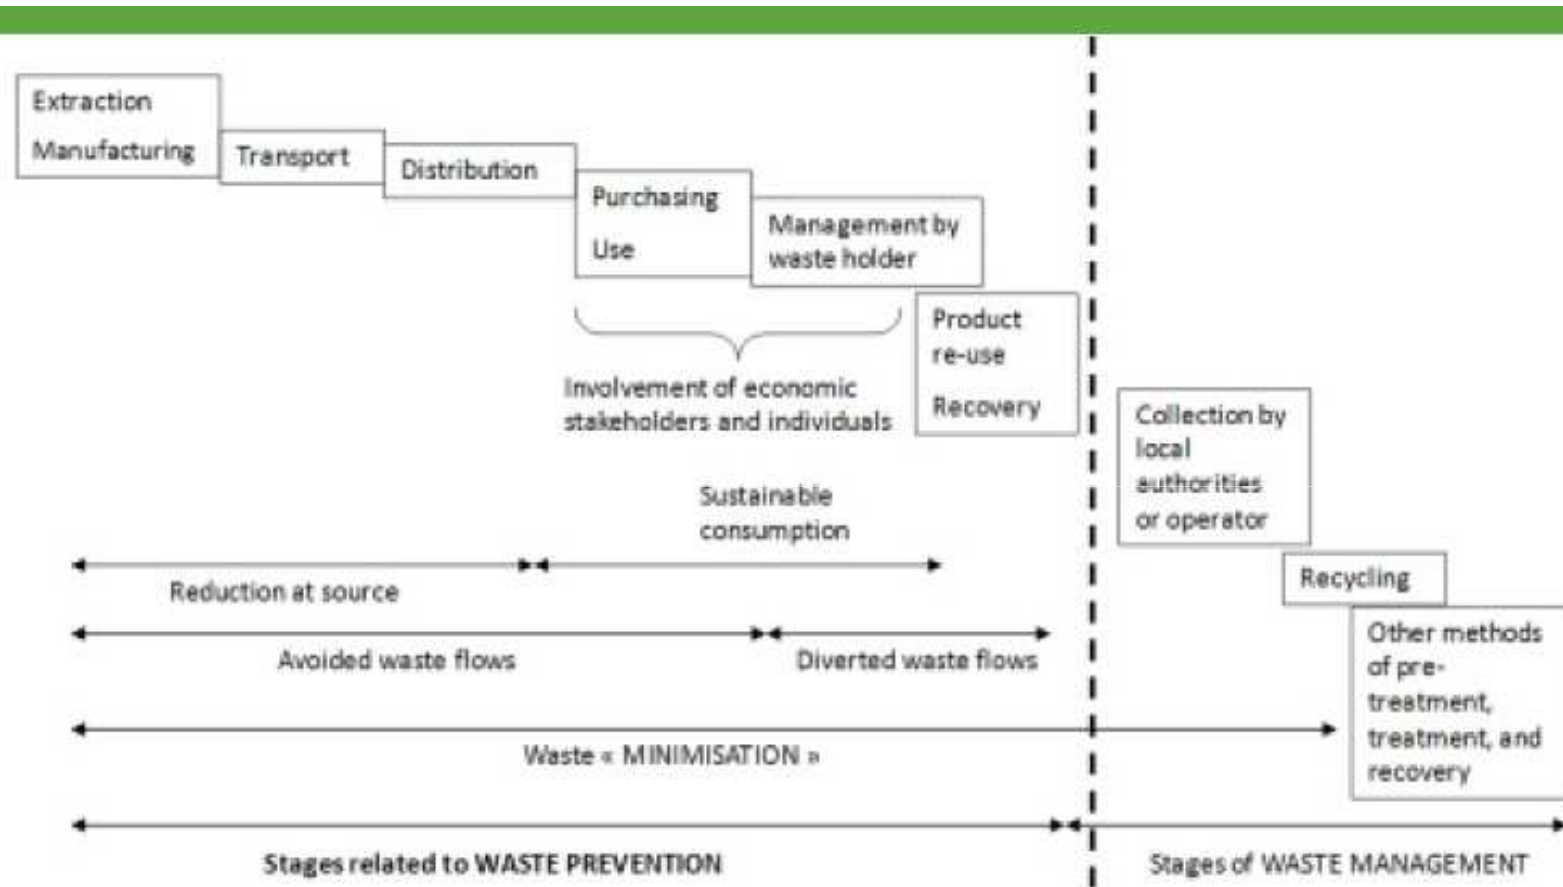 Extraction
Manufacturing
Transport
Distribution
Purchasing
Use
Management by
waste holder
Product
re-use
Recovery
Involvement of economic
stakeholders and individuals
Collection by
local
authorities
or operator
Sustainable
consumption
Recycling
Reduction at source
Other methods
of pre-
treatment,
treatment, and
recovery
Avoided waste flows
Diverted waste flows
Waste « MINIMISATION »
Stages related to WASTE PREVENTION
Stages of WASTE MANAGEMENT